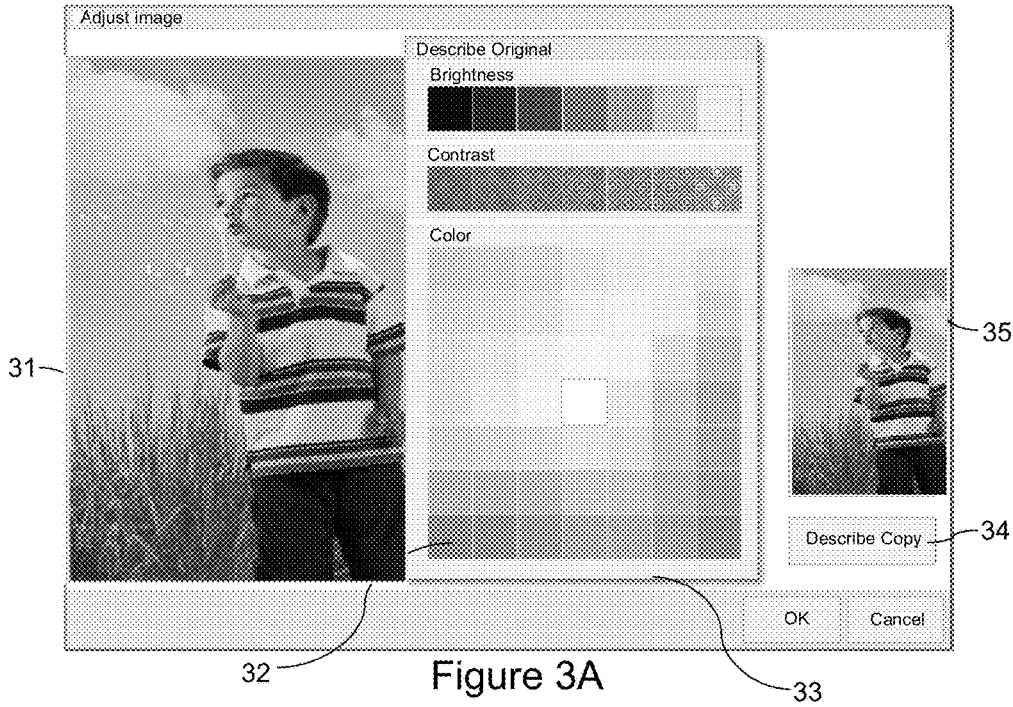 Adjust image
Describe Original
Brightness
Contrast
Color
31
35
Describe Copy
34
OK
Cancel
32
Figure 3A
33